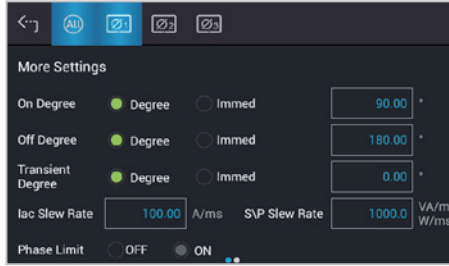 All Ø1 Ø2 Ø3
More Settings
On Degree Degree Immed 90.00 °
Off Degree Degree Immed 180.00 °
Transient Degree Degree Immed 0.00 °
Iac Slew Rate 100.00 A/ms S\P Slew Rate 1000.0 VA/m
W/ms
Phase Limit OFF ON